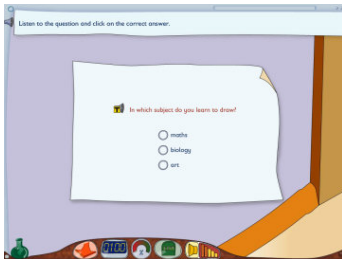 Listen to the question and click on the correct answer.
In which subject do you learn to draw?
maths
biology
art